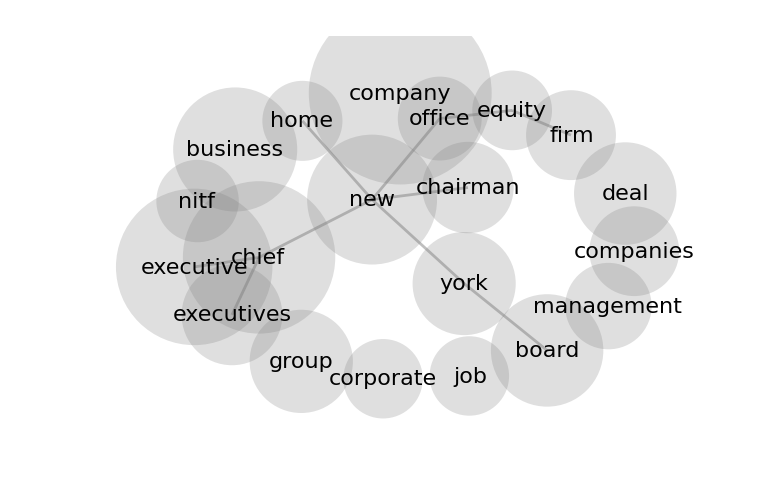 company
equity
office
home
firm
business
chairman
deal
new
nitf
companies
chief
executive
york
management
executives
board
group
job
corporate